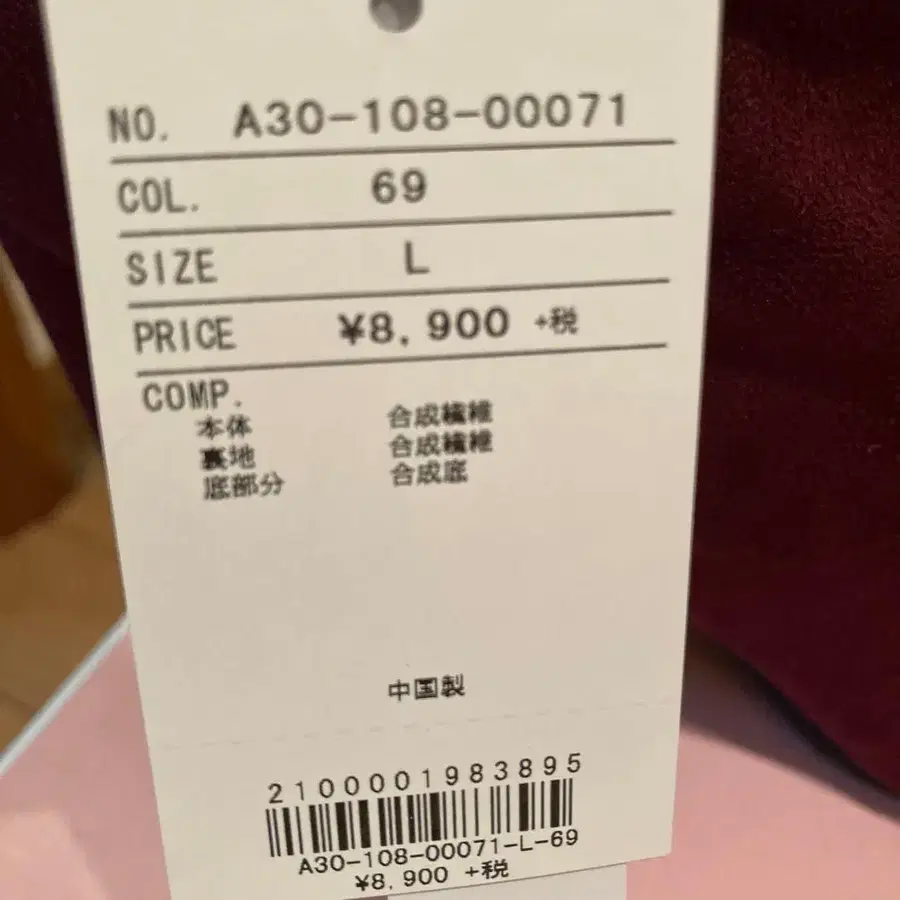 NO. A30-108-00071
COL. 69
SIZE L
PRICE ¥8,900 +税
COMP.
本体 合成繊維
裏地 合成繊維
底部分 合成底
中国製
2100001983895
A30-108-00071-L-69
¥8,900 +税